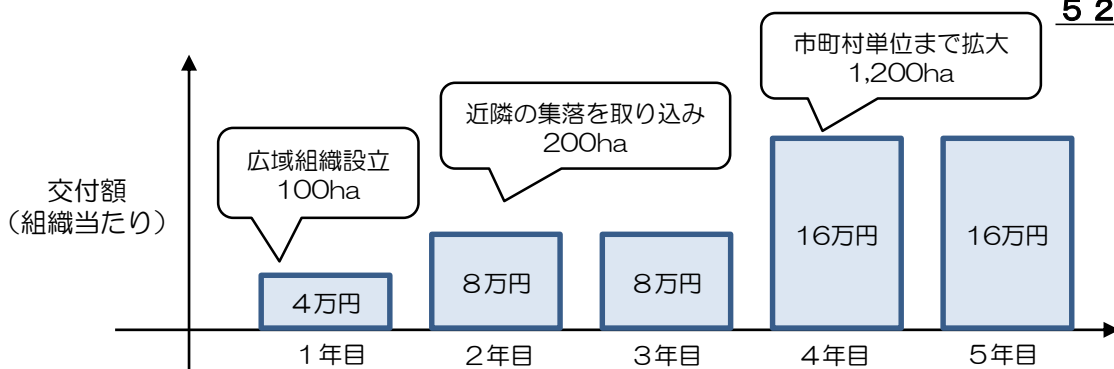 ５２
市町村単位まで拡大
1,200ha
近隣の集落を取り込み
200ha
広域組織設立
100ha
交付額
（組織当たり）
４万円
８万円
８万円
16万円
16万円
１年目
２年目
３年目
４年目
５年目